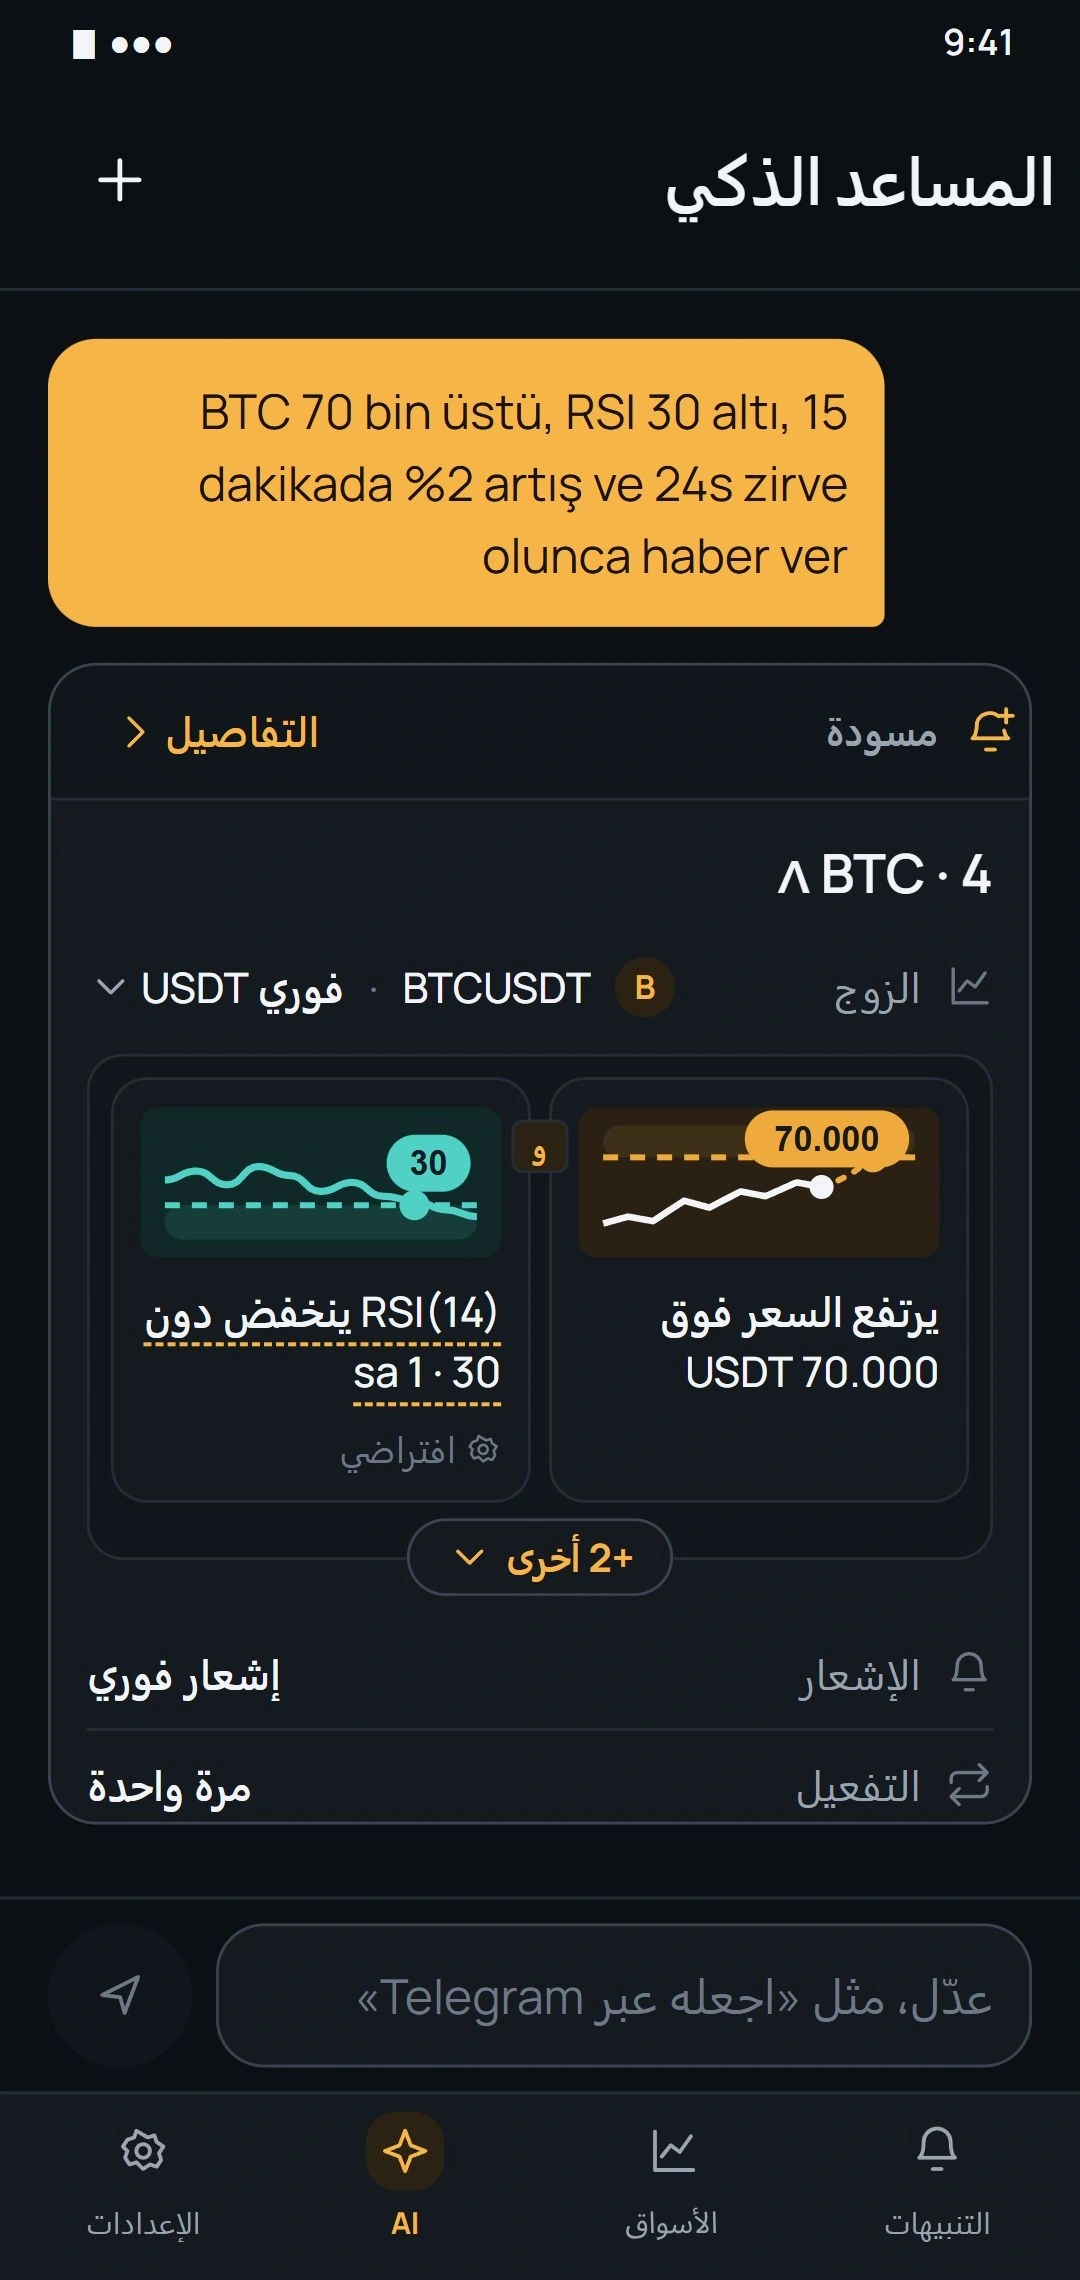 9:41
المساعد الذكي
BTC 70 bin üstü, RSI 30 altı, 15
dakikada %2 artış ve 24s zirve
olunca haber ver
مسودة
التفاصيل
BTC · 4 ∧
الزوج
B
BTCUSDT · فوري USDT
70.000
يرتفع السعر فوق
70.000 USDT
و
30
RSI(14) ينخفض دون
30 · 1 sa
افتراضي
+2 أخرى
الإشعار
إشعار فوري
التفعيل
مرة واحدة
عدّل، مثل «اجعله عبر Telegram»
التنبيهات
الأسواق
AI
الإعدادات